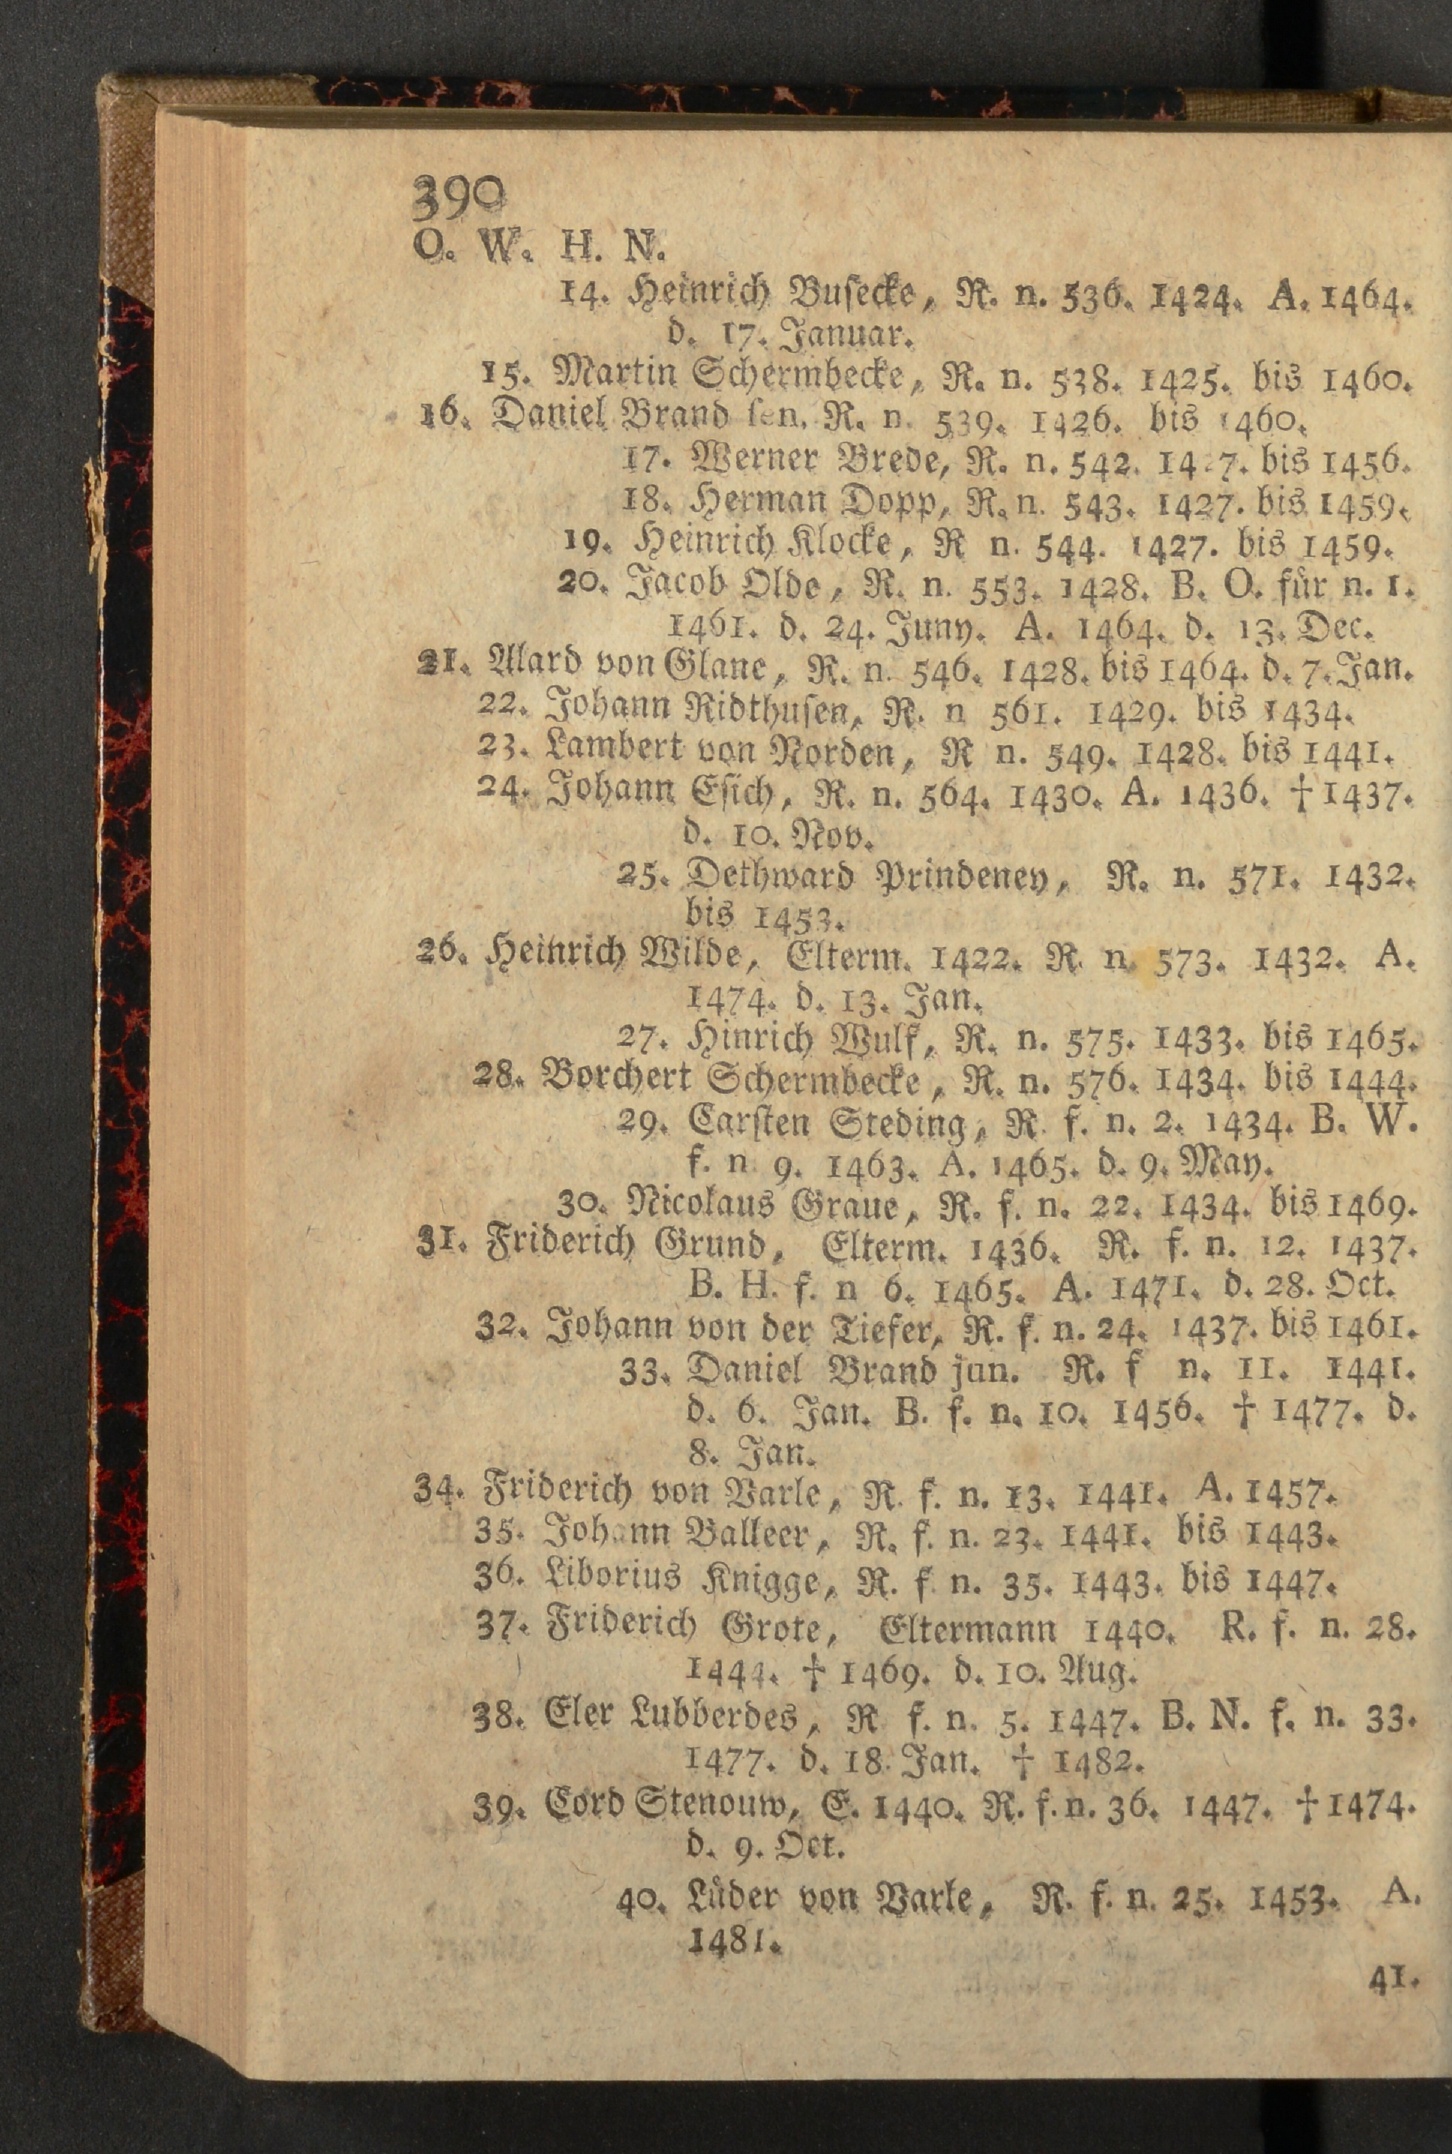 390
O. W. H. N.
14. Heinrich Busecke, R. n. 536. 1424. A. 1464.
d. 17. Januar.
15. Martin Schermbecke, R. n. 538. 1425. bis 1460.
16. Daniel Brand sen. R. n. 539. 1426. bis 1460.
17. Werner Brede, R. n. 542. 1427. bis 1456.
18. Herman Dopp, R. n. 543. 1427. bis 1459.
19. Heinrich Klocke, R n. 544. 1427. bis 1459.
20. Jacob Olde, R. n. 553. 1428. B. O. für n. 1.
1461. d. 24. Juny. A. 1464. d. 13. Dec.
21. Alard von Glane, R. n. 546. 1428. bis 1464. d. 7. Jan.
22. Johann Ridthusen, R. n 561. 1429. bis 1434.
23. Lambert von Norden, R n. 549. 1428. bis 1441.
24. Johann Esich, R. n. 564. 1430. A. 1436. † 1437.
d. 10. Nov.
25. Dethward Prindeney, R. n. 571. 1432.
bis 1453.
26. Heinrich Wilde, Elterm. 1422. R. n. 573. 1432. A.
1474. d. 13. Jan.
27. Hinrich Wulf, R. n. 575. 1433. bis 1465.
28. Borchert Schermbecke, R. n. 576. 1434. bis 1444.
29. Carsten Steding, R. f. n. 2. 1434. B. W.
f. n 9. 1463. A. 1465. d. 9. May.
30. Nicolaus Graue, R. f. n. 22. 1434. bis 1469.
31. Friderich Grund, Elterm. 1436. R. f. n. 12. 1437.
B. H. f. n 6. 1465. A. 1471. d. 28. Oct.
32. Johann von der Tiefer, R. f. n. 24. 1437. bis 1461.
33. Daniel Brand jun. R. f n. 11. 1441.
d. 6. Jan. B. f. n. 10. 1456. † 1477. d.
8. Jan.
34. Friderich von Varle, R. f. n. 13. 1441. A. 1457.
35. Johann Balleer, R. f. n. 23. 1441. bis 1443.
36. Liborius Knigge, R. f. n. 35. 1443. bis 1447.
37. Friderich Grote, Eltermann 1440. R. f. n. 28.
1444. † 1469. d. 10. Aug.
38. Eler Lubberdes, R f. n. 5. 1447. B. N. f. n. 33.
1477. d. 18. Jan. † 1482.
39. Cord Stenouw, E. 1440. R. f. n. 36. 1447. † 1474.
d. 9. Oct.
40. Lüder von Varle, R. f. n. 25. 1453. A.
1481.
41.